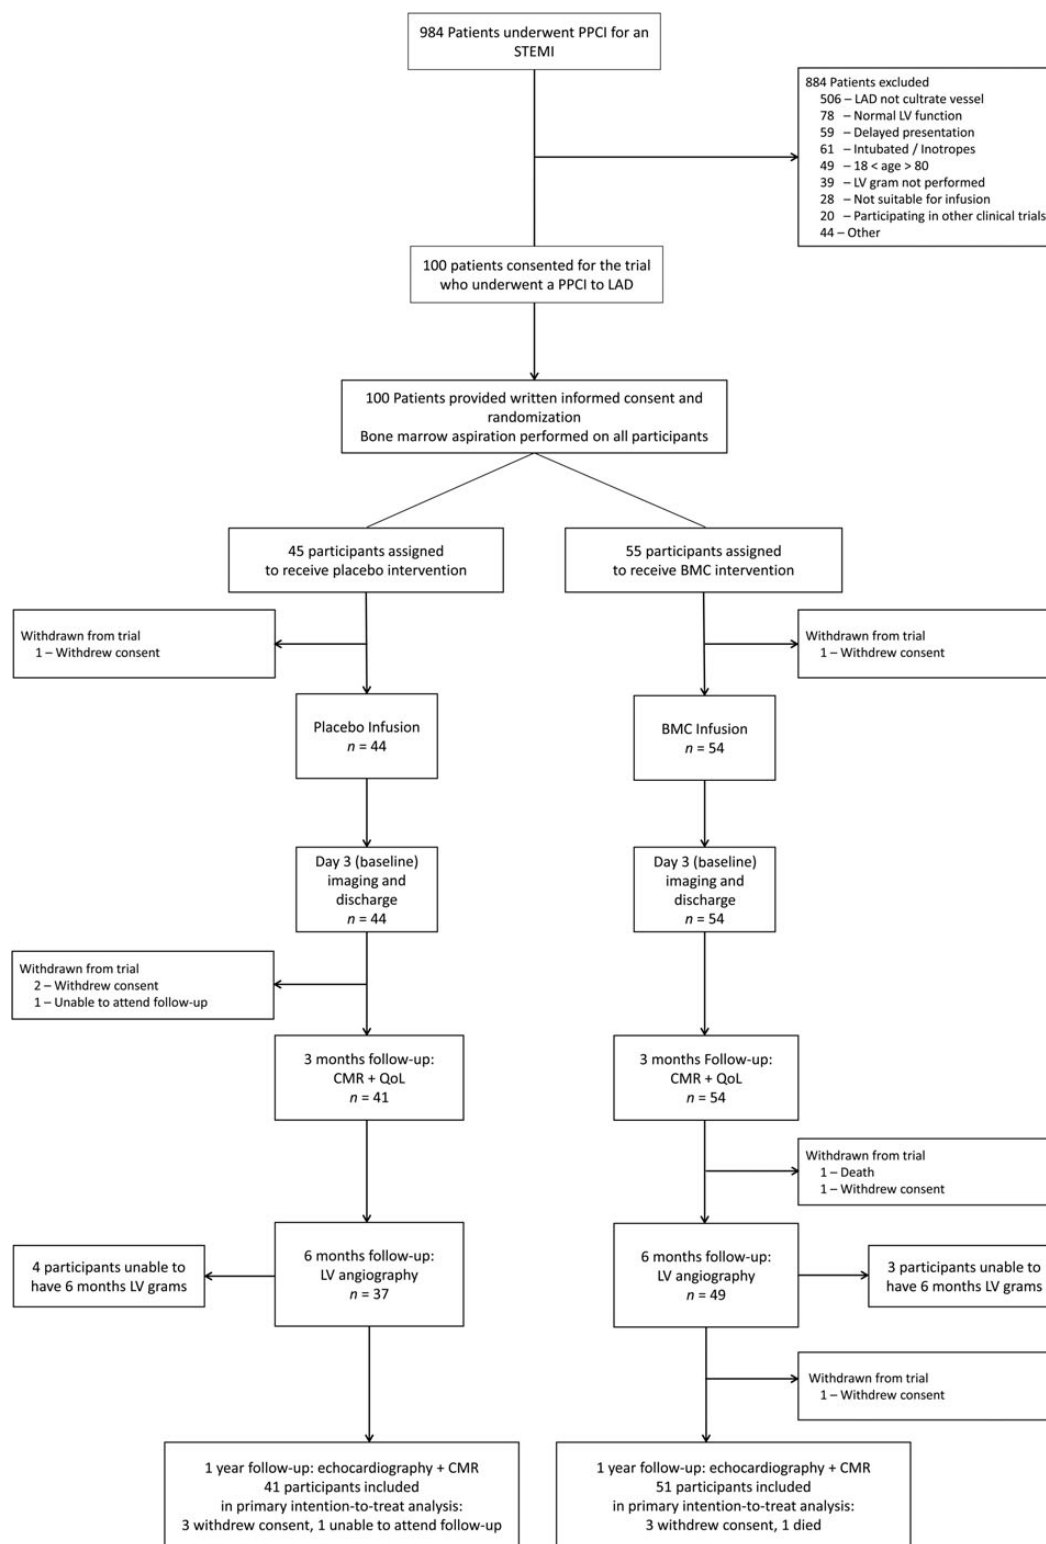 984 Patients underwent PPCI for an
STEMI
884 Patients excluded
506 – LAD not cultrate vessel
78 – Normal LV function
59 – Delayed presentation
61 – Intubated / Inotropes
49 – 18 < age > 80
39 – LV gram not performed
28 – Not suitable for infusion
20 – Participating in other clinical trials
44 – Other
100 patients consented for the trial
who underwent a PPCI to LAD
100 Patients provided written informed consent and
randomization
Bone marrow aspiration performed on all participants
45 participants assigned
to receive placebo intervention
55 participants assigned
to receive BMC intervention
Withdrawn from trial
1 – Withdrew consent
Withdrawn from trial
1 – Withdrew consent
Placebo Infusion
n = 44
BMC Infusion
n = 54
Day 3 (baseline)
imaging and
discharge
n = 44
Day 3 (baseline)
imaging and
discharge
n = 54
Withdrawn from trial
2 – Withdrew consent
1 – Unable to attend follow-up
3 months follow-up:
CMR + QoL
n = 41
3 months Follow-up:
CMR + QoL
n = 54
Withdrawn from trial
1 – Death
1 – Withdrew consent
4 participants unable to
have 6 months LV grams
6 months follow-up:
LV angiography
n = 37
6 months follow-up:
LV angiography
n = 49
3 participants unable to
have 6 months LV grams
Withdrawn from trial
1 – Withdrew consent
1 year follow-up: echocardiography + CMR
41 participants included
in primary intention-to-treat analysis:
3 withdrew consent, 1 unable to attend follow-up
1 year follow-up: echocardiography + CMR
51 participants included
in primary intention-to-treat analysis:
3 withdrew consent, 1 died